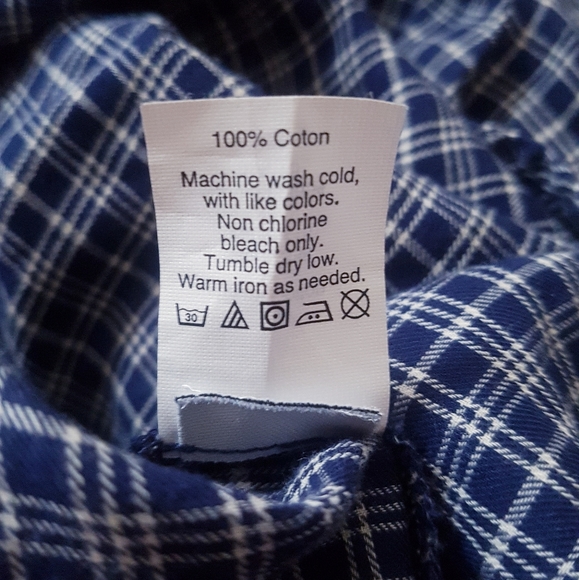 100% Coton
Machine wash cold,
with like colors.
Non chlorine
bleach only.
Tumble dry low.
Warm iron as needed.
30